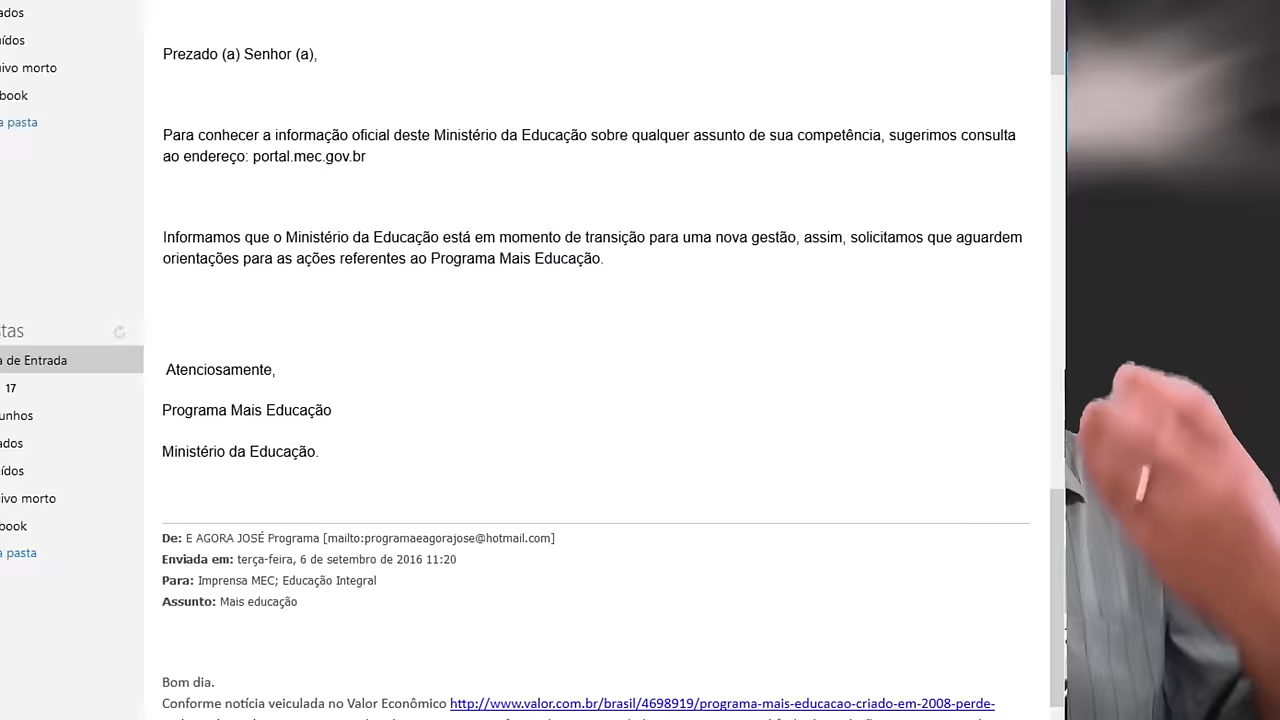 ados
uídos
uivo morto
book
a pasta
Prezado (a) Senhor (a),
Para conhecer a informação oficial deste Ministério da Educação sobre qualquer assunto de sua competência, sugerimos consulta
ao endereço: portal.mec.gov.br
Informamos que o Ministério da Educação está em momento de transição para uma nova gestão, assim, solicitamos que aguardem
orientações para as ações referentes ao Programa Mais Educação.
stas
a de Entrada
17
unhos
ados
ídos
ivo morto
book
a pasta
Atenciosamente,
Programa Mais Educação
Ministério da Educação.
De: E AGORA JOSÉ Programa [mailto:programaeagorajose@hotmail.com]
Enviada em: terça-feira, 6 de setembro de 2016 11:20
Para: Imprensa MEC; Educação Integral
Assunto: Mais educação
Bom dia.
Conforme notícia veiculada no Valor Econômico http://www.valor.com.br/brasil/4698919/programa-mais-educacao-criado-em-2008-perde-